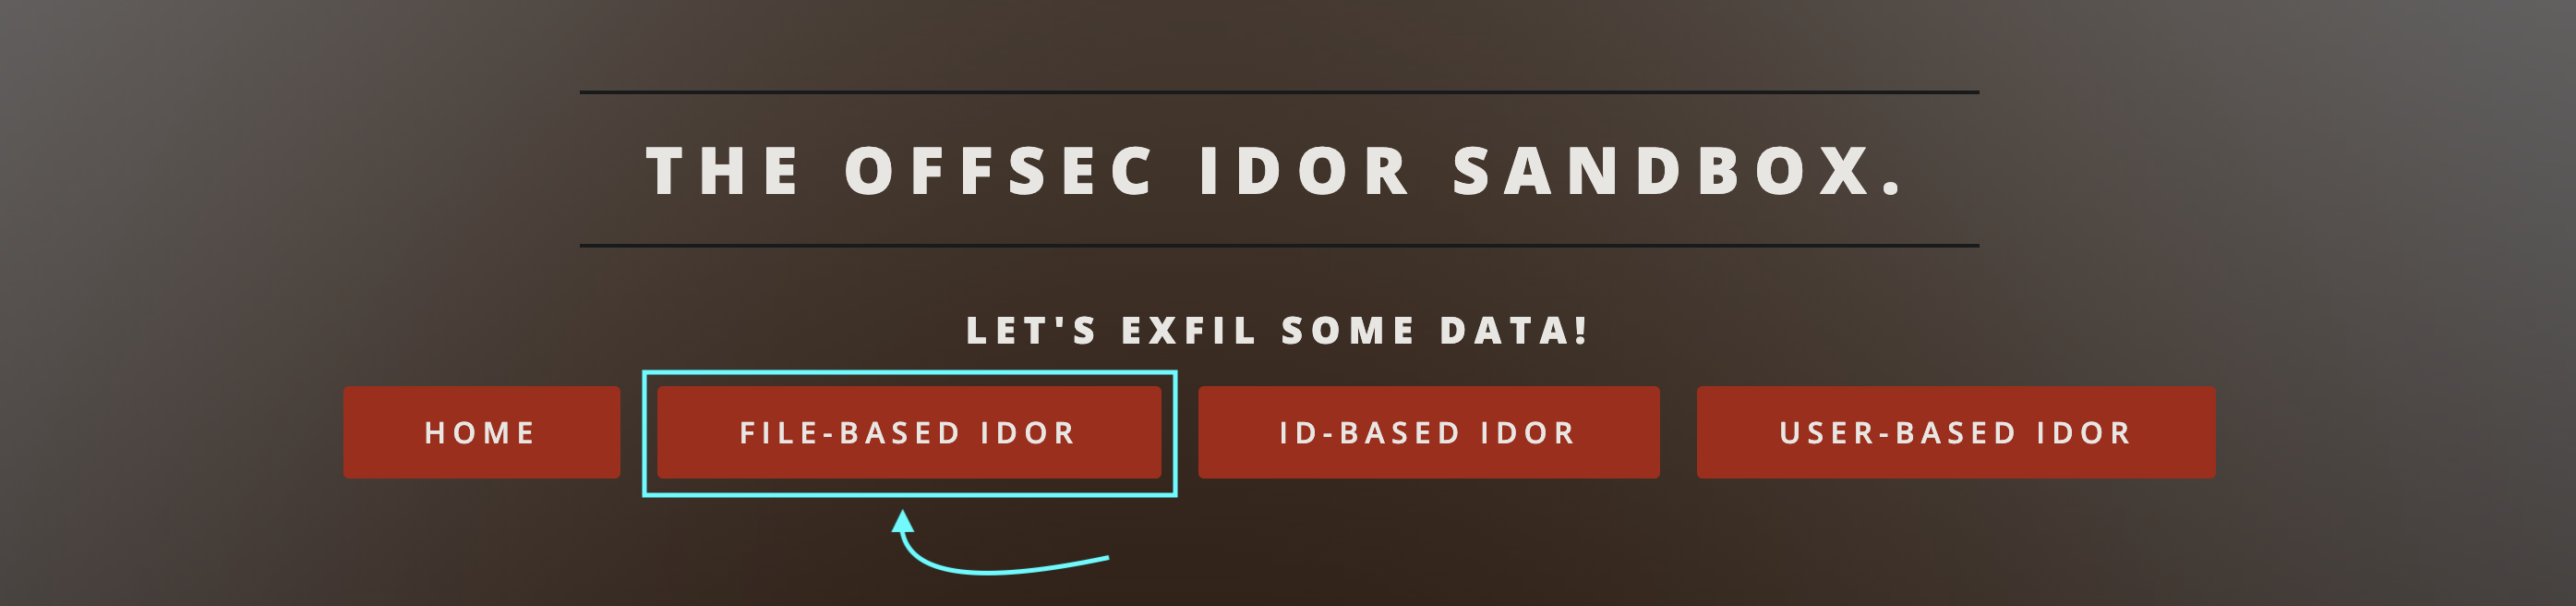 THE OFFSEC IDOR SANDBOX.
LET'S EXFIL SOME DATA!
HOME FILE-BASED IDOR ID-BASED IDOR USER-BASED IDOR